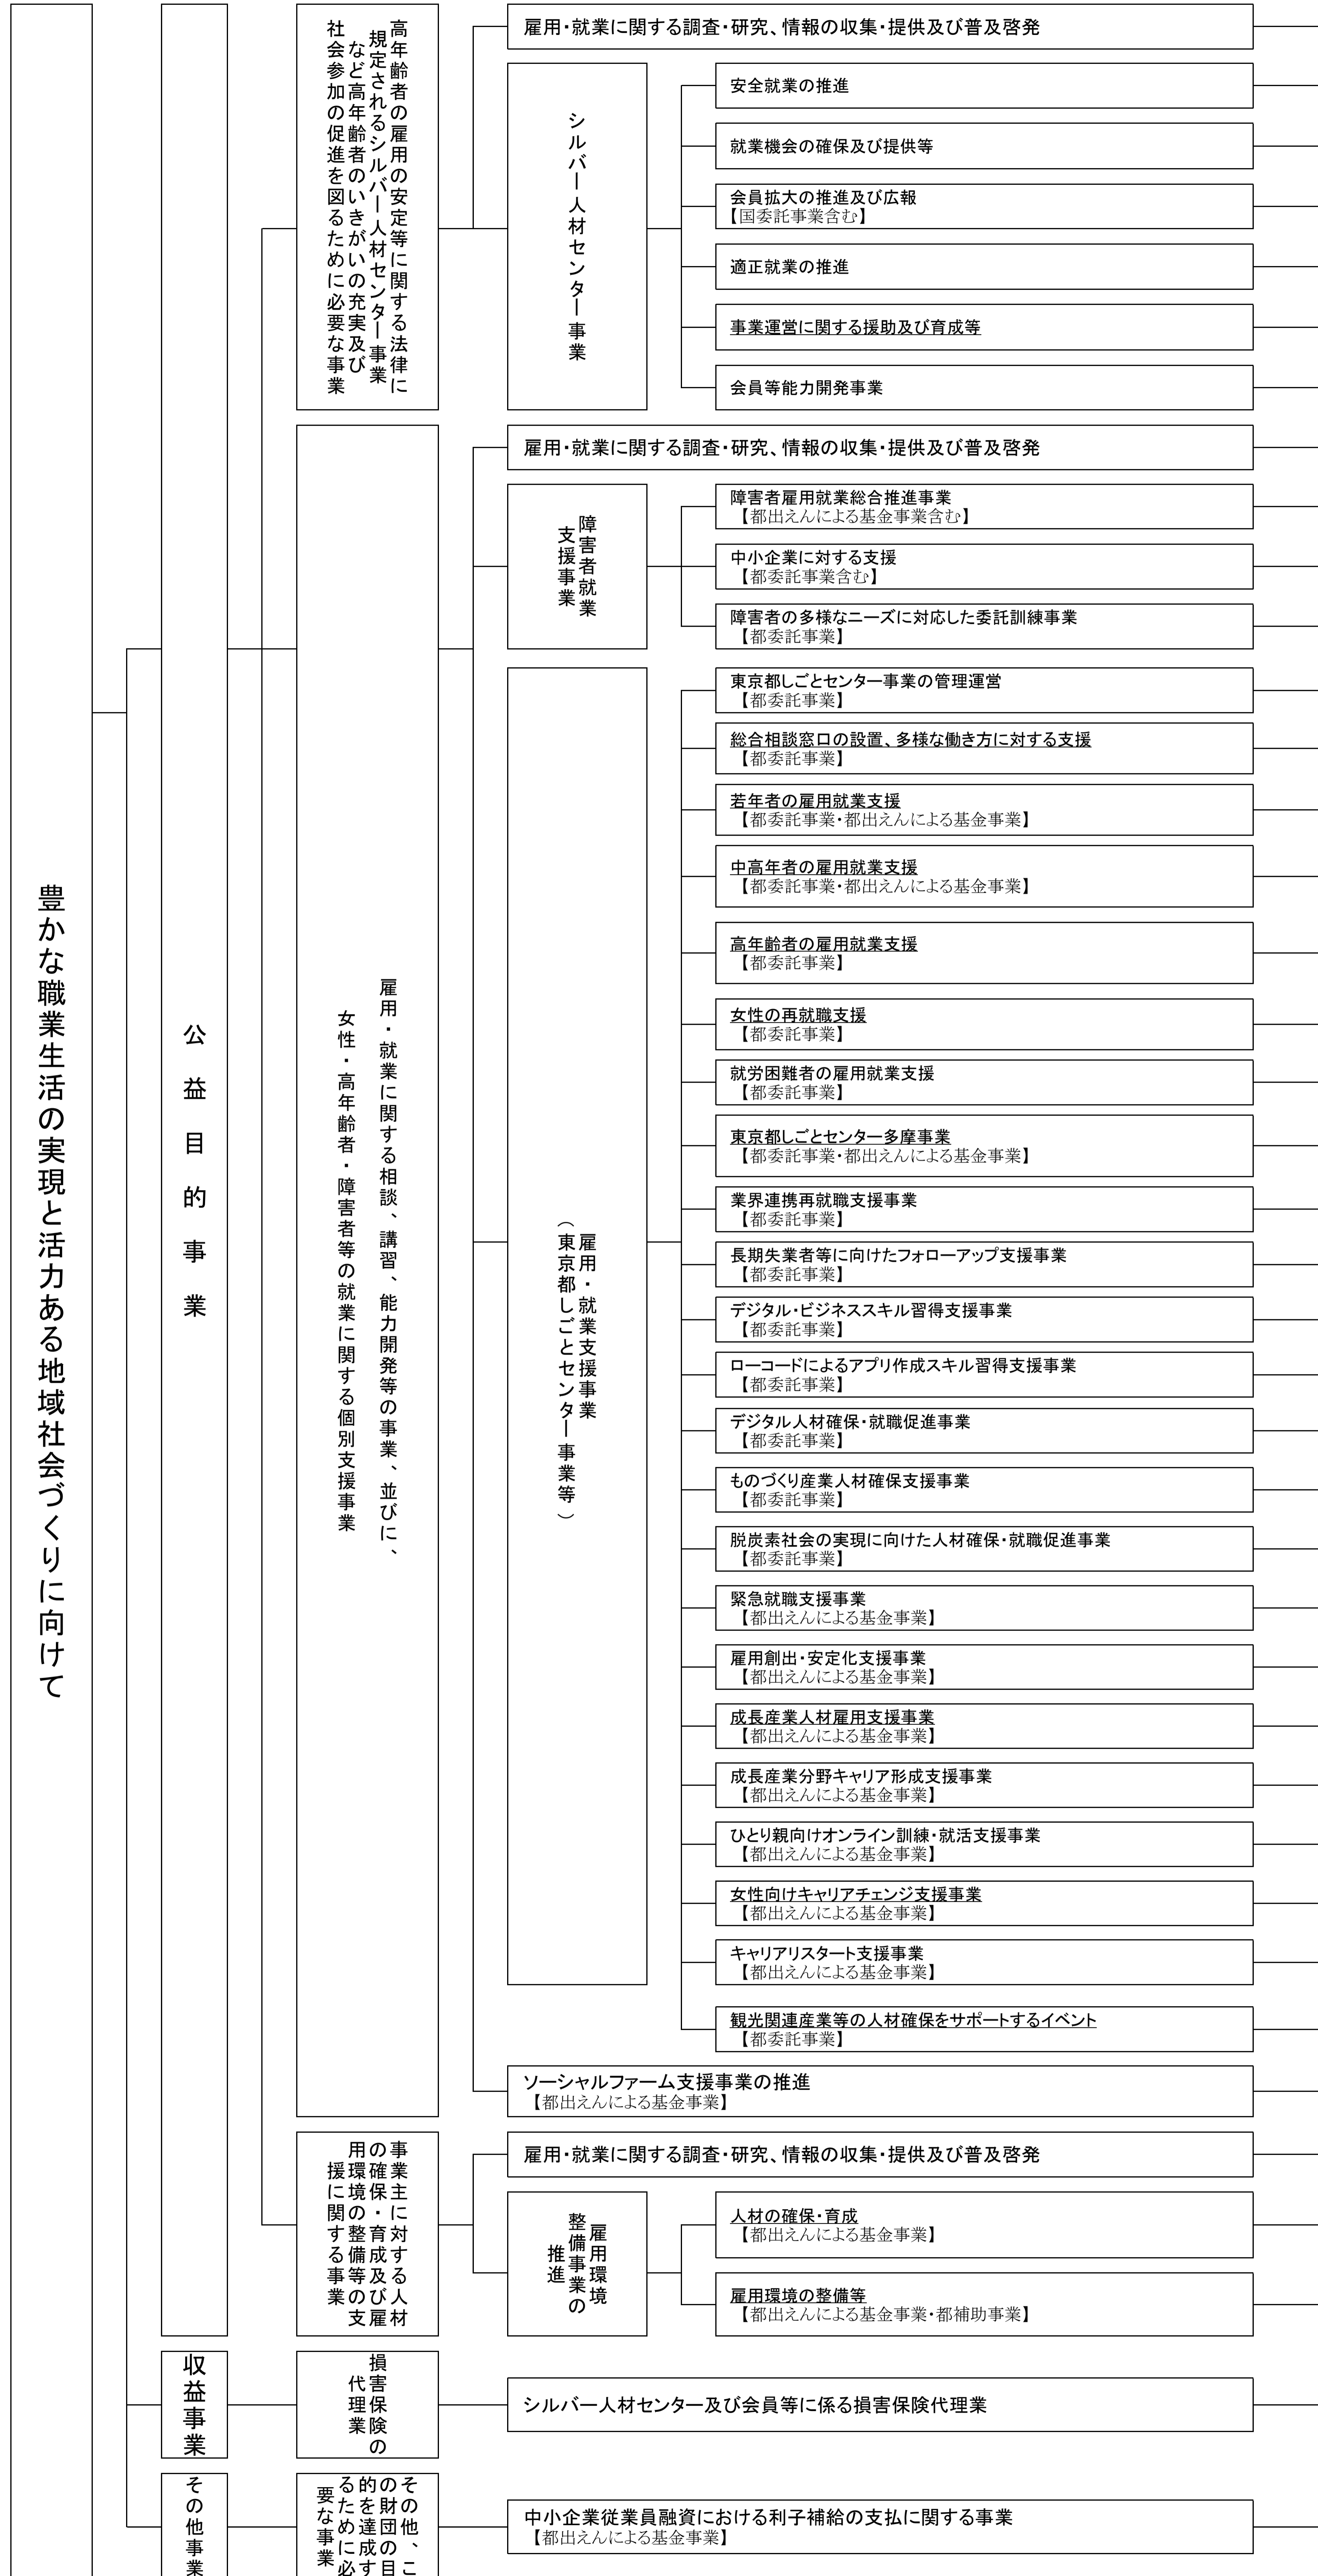 豊かな職業生活の実現と活力ある地域社会づくりに向けて
公益目的事業
高年齢者の雇用の安定等に関する法律に
規定されるシルバー人材センター事業
など高年齢者のいきがいの充実及び
社会参加の促進を図るために必要な事業
雇用・就業に関する調査・研究、情報の収集・提供及び普及啓発
シルバー人材センター事業
安全就業の推進
就業機会の確保及び提供等
会員拡大の推進及び広報
【国委託事業含む】
適正就業の推進
事業運営に関する援助及び育成等
会員等能力開発事業
雇用・就業に関する相談、講習、能力開発等の事業、並びに、
女性・高年齢者・障害者等の就業に関する個別支援事業
雇用・就業に関する調査・研究、情報の収集・提供及び普及啓発
障害者就業
支援事業
障害者雇用就業総合推進事業
【都出えんによる基金事業含む】
中小企業に対する支援
【都委託事業含む】
障害者の多様なニーズに対応した委託訓練事業
【都委託事業】
雇用・就業支援事業
（東京都しごとセンター事業等）
東京都しごとセンター事業の管理運営
【都委託事業】
総合相談窓口の設置、多様な働き方に対する支援
【都委託事業】
若年者の雇用就業支援
【都委託事業・都出えんによる基金事業】
中高年者の雇用就業支援
【都委託事業・都出えんによる基金事業】
高年齢者の雇用就業支援
【都委託事業】
女性の再就職支援
【都委託事業】
就労困難者の雇用就業支援
【都委託事業】
東京都しごとセンター多摩事業
【都委託事業・都出えんによる基金事業】
業界連携再就職支援事業
【都委託事業】
長期失業者等に向けたフォローアップ支援事業
【都委託事業】
デジタル・ビジネススキル習得支援事業
【都委託事業】
ローコードによるアプリ作成スキル習得支援事業
【都委託事業】
デジタル人材確保・就職促進事業
【都委託事業】
ものづくり産業人材確保支援事業
【都委託事業】
脱炭素社会の実現に向けた人材確保・就職促進事業
【都委託事業】
緊急就職支援事業
【都出えんによる基金事業】
雇用創出・安定化支援事業
【都出えんによる基金事業】
成長産業人材雇用支援事業
【都出えんによる基金事業】
成長産業分野キャリア形成支援事業
【都出えんによる基金事業】
ひとり親向けオンライン訓練・就活支援事業
【都出えんによる基金事業】
女性向けキャリアチェンジ支援事業
【都出えんによる基金事業】
キャリアリスタート支援事業
【都出えんによる基金事業】
観光関連産業等の人材確保をサポートするイベント
【都委託事業】
ソーシャルファーム支援事業の推進
【都出えんによる基金事業】
事業主に対する人材
の確保・育成及び雇
用環境の整備等の支
援に関する事業
雇用・就業に関する調査・研究、情報の収集・提供及び普及啓発
雇用環境
整備事業の
推進
人材の確保・育成
【都出えんによる基金事業】
雇用環境の整備等
【都出えんによる基金事業・都補助事業】
収益事業
損害保険の
代理業
シルバー人材センター及び会員等に係る損害保険代理業
その他事業
その他、こ
の財団の目
的を達成す
るために必
要な事業
中小企業従業員融資における利子補給の支払に関する事業
【都出えんによる基金事業】